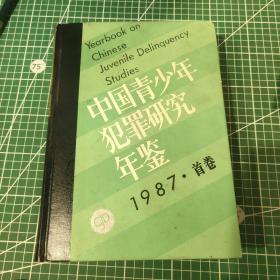 Yearbook on
Chinese
Juvenile Delinquency
Studies
中国青少年
犯罪研究
年鉴
1987·首卷
75